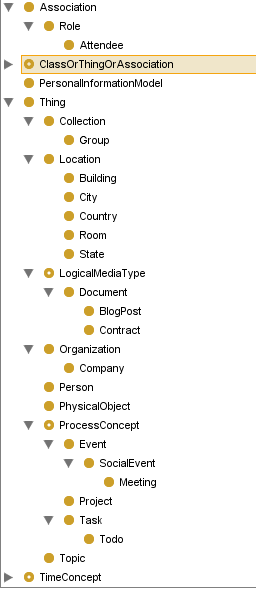 Association
Role
Attendee
ClassOrThingOrAssociation
PersonalInformationModel
Thing
Collection
Group
Location
Building
City
Country
Room
State
LogicalMediaType
Document
BlogPost
Contract
Organization
Company
Person
PhysicalObject
ProcessConcept
Event
SocialEvent
Meeting
Project
Task
Todo
Topic
TimeConcept